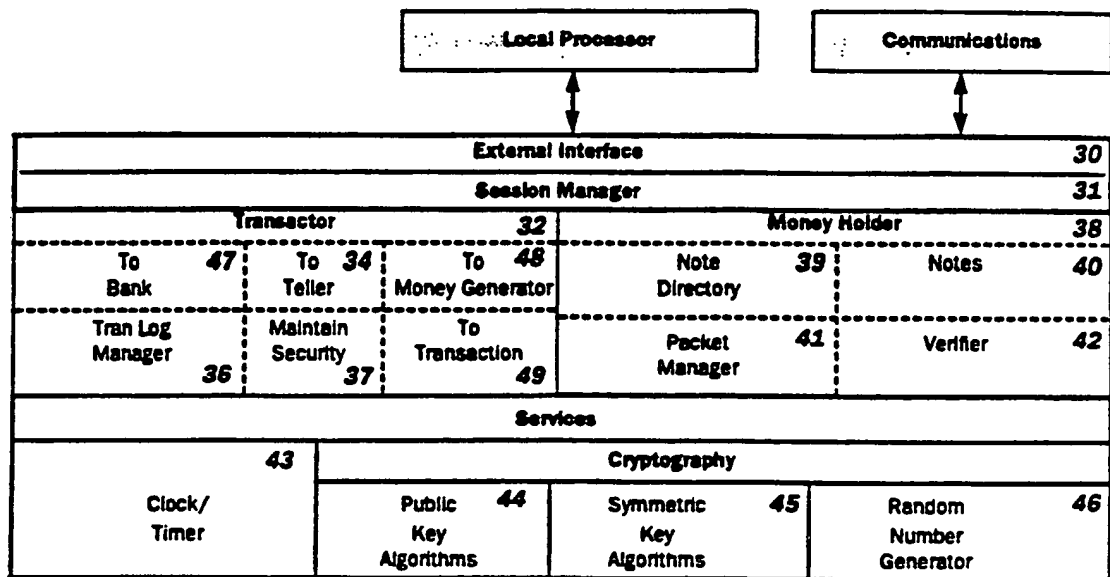 Local Processor
Communications
External Interface 30
Session Manager 31
Transactor 32
Money Holder 38
To 47
Bank
To 34
Teller
To 48
Money Generator
Note 39
Directory
Notes 40
Tran Log
Manager
36
Maintain
Security
37
To
Transaction
49
Packet 41
Manager
Verifier 42
Services
43
Clock/
Timer
Cryptography
Public 44
Key
Algorithms
Symmetric 45
Key
Algorithms
Random 46
Number
Generator